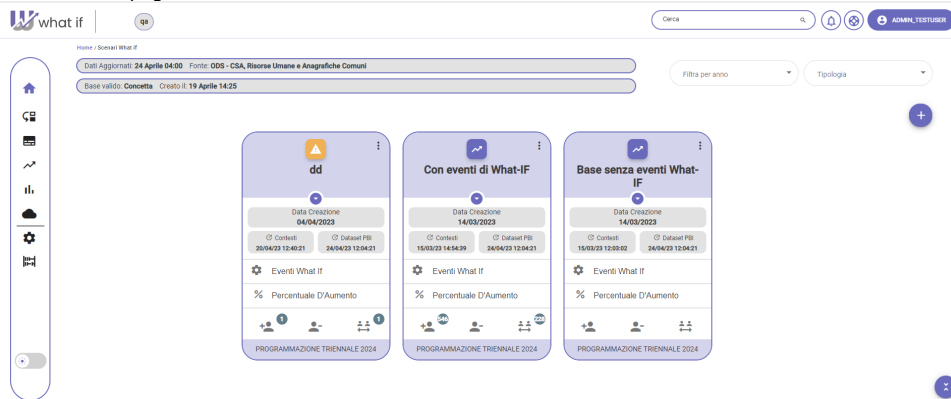 what if
qa
Cerca
ADMIN_TESTUSER
Home / Scenari What If
Dati Aggiornati: 24 Aprile 04:00 Fonte: ODS - CSA, Risorse Umane e Anagrafiche Comuni
Base valido: Concetta Creato il: 19 Aprile 14:25
Filtra per anno
Tipologia
dd
Data Creazione
04/04/2023
Contesti
20/04/23 12:40:21
Dataset PBI
24/04/23 12:04:21
Eventi What If
Percentuale D'Aumento
1
1
PROGRAMMAZIONE TRIENNALE 2024
Con eventi di What-IF
Data Creazione
14/03/2023
Contesti
15/03/23 14:54:39
Dataset PBI
24/04/23 12:04:21
Eventi What If
Percentuale D'Aumento
546
PROGRAMMAZIONE TRIENNALE 2024
Base senza eventi What-
IF
Data Creazione
14/03/2023
Contesti
15/03/23 12:03:02
Dataset PBI
24/04/23 12:04:21
Eventi What If
Percentuale D'Aumento
PROGRAMMAZIONE TRIENNALE 2024